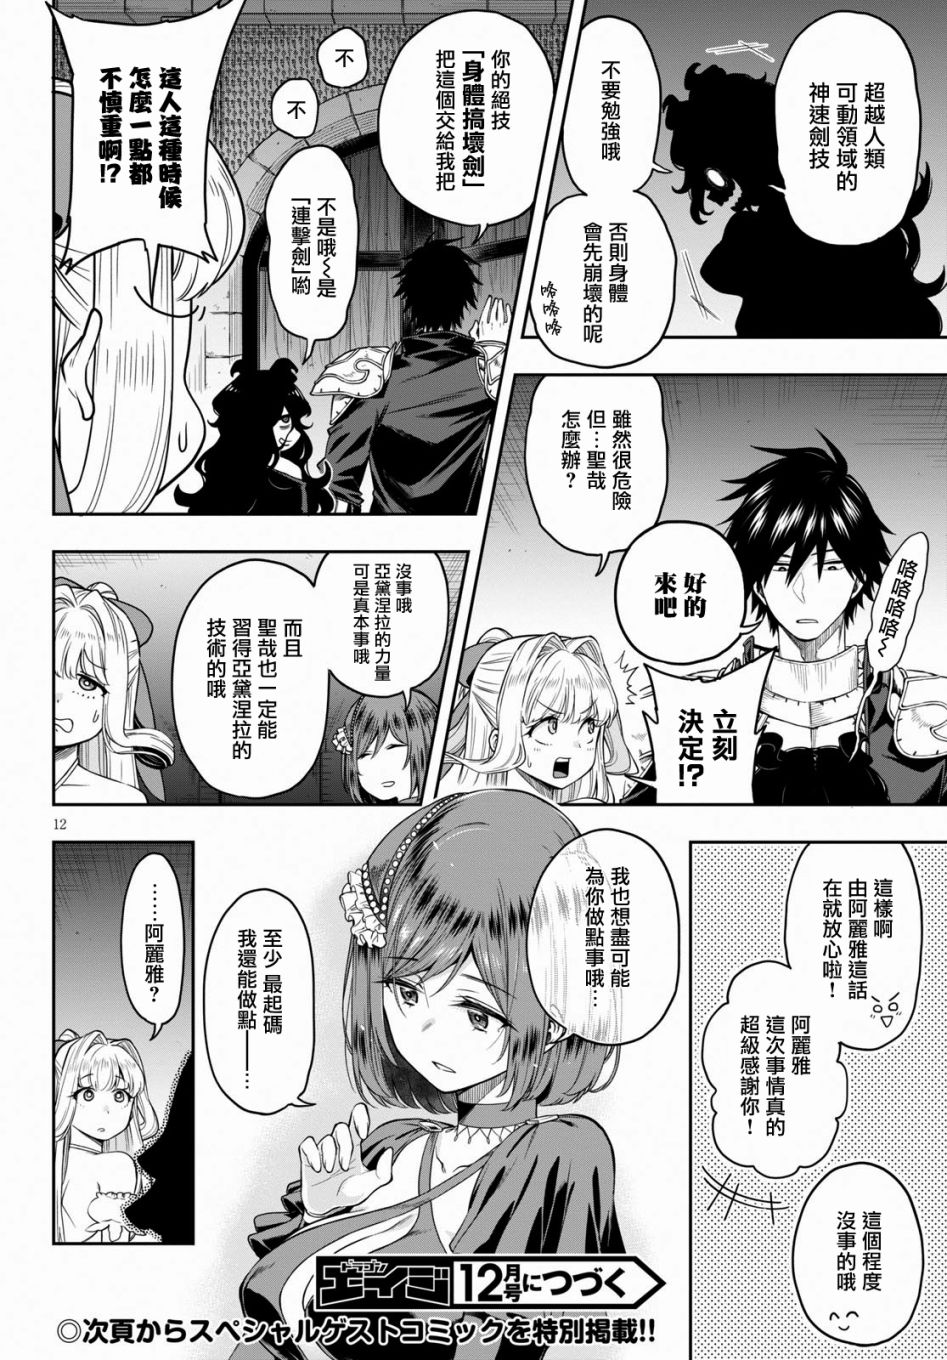 超越人類
可動領域的
神速劍技
不要勉強哦
否則身體
會先崩壞的呢
咯咯咯
你的絕技
「身體搞壞劍」
把這個交給我把
不
不
不是哦～是
「連擊劍」喲
這人這種時候
怎麼一點都
不慎重啊!?
雖然很危險
但…聖哉
怎麼辦？
咯咯咯咯～
好的
來吧
立刻
決定!?
沒事哦
亞黛涅拉的力量
可是真本事哦
而且
聖哉也一定能
習得亞黛涅拉的
技術的哦
12
這樣啊
由阿麗雅這話
在就放心啦！
阿麗雅
這次事情真的
超級感謝你！
這個程度
沒事的哦
我也想盡可能
為你做點事哦…
至少 最起碼
我還能做點——…
……
阿麗雅？
ドラゴン
エイジ12月号につづく
◎次頁からスペシャルゲストコミックを特別掲載!!